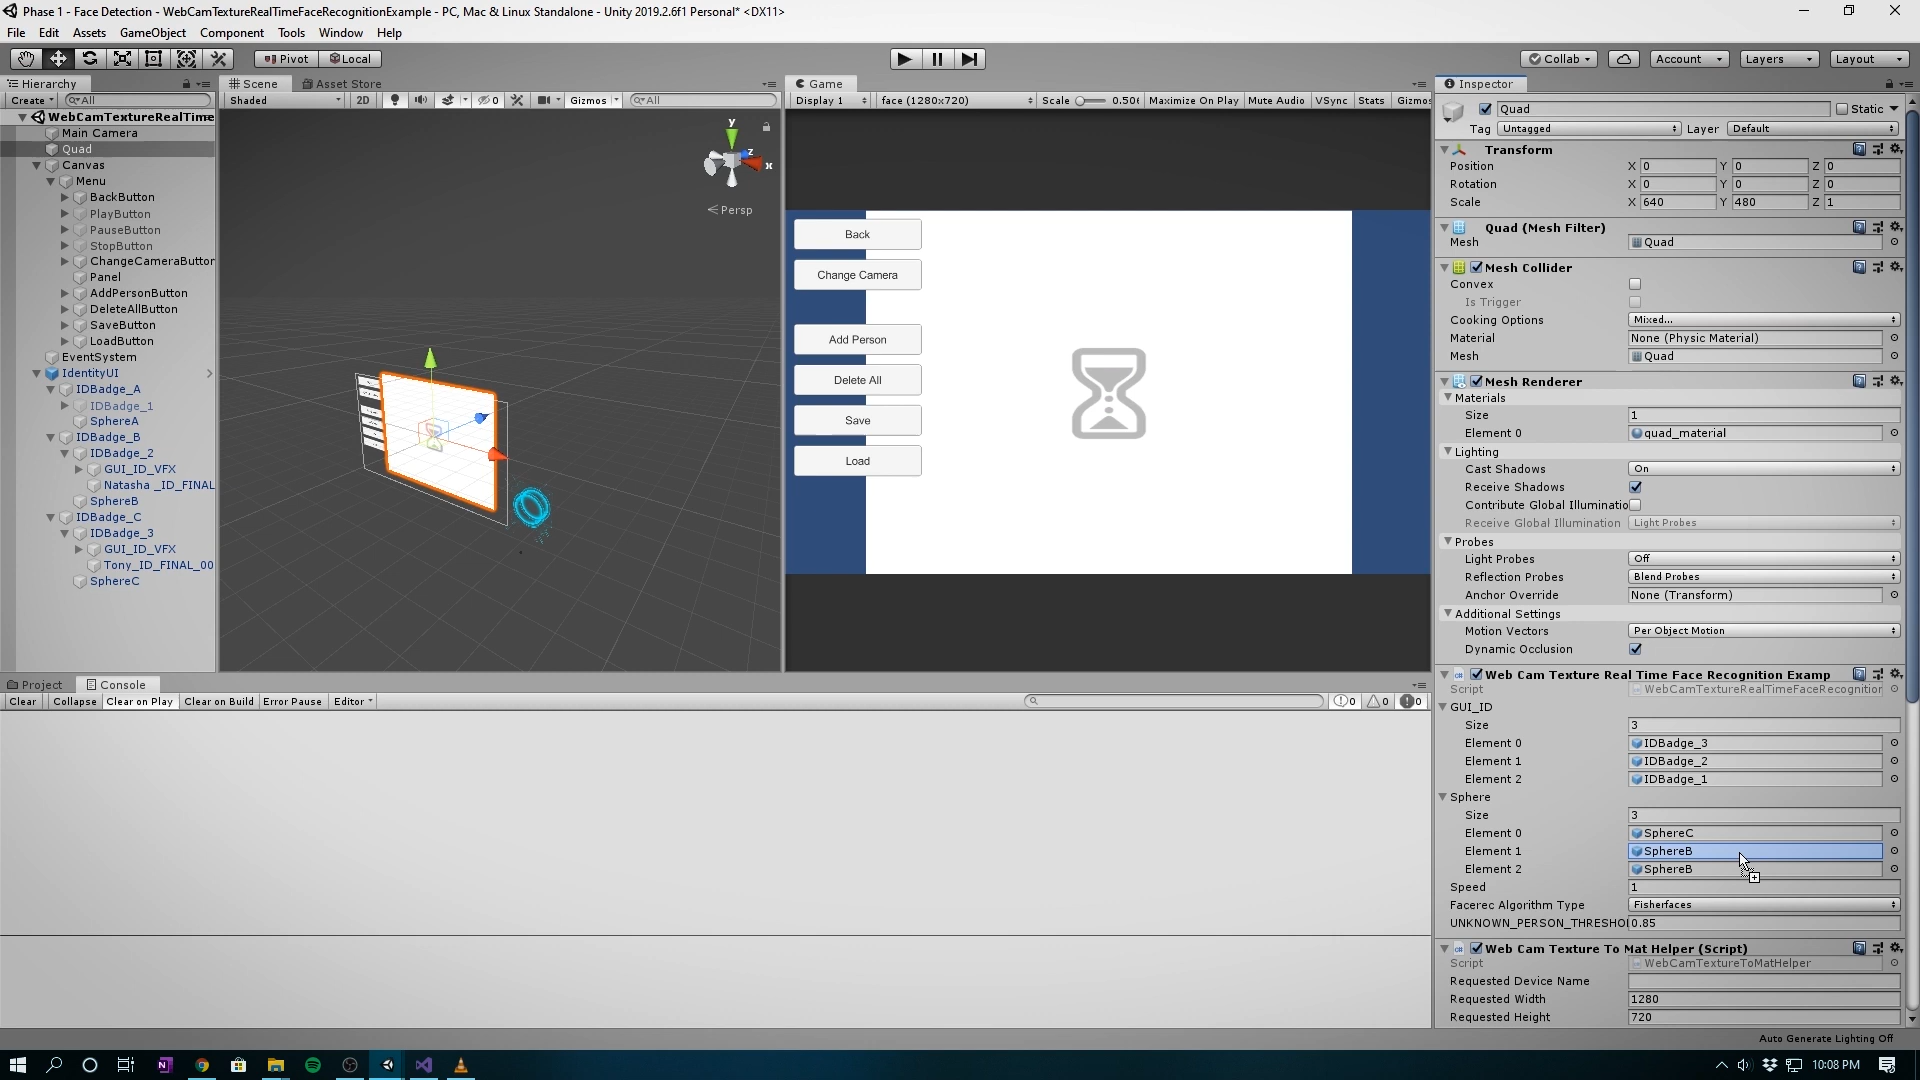 Phase 1 - Face Detection - WebCamTextureRealTimeFaceRecognitionExample - PC, Mac & Linux Standalone - Unity 2019.2.6f1 Personal* <DX11>
File Edit Assets GameObject Component Tools Window Help
Pivot Local Collab Account Layers Layout
Hierarchy
Create All
WebCamTextureRealTime
Main Camera
Quad
Canvas
Menu
BackButton
PlayButton
PauseButton
StopButton
ChangeCameraButton
Panel
AddPersonButton
DeleteAllButton
SaveButton
LoadButton
EventSystem
IdentityUI
IDBadge_A
IDBadge_1
SphereA
IDBadge_B
IDBadge_2
GUI_ID_VFX
Natasha _ID_FINAL
SphereB
IDBadge_C
IDBadge_3
GUI_ID_VFX
Tony_ID_FINAL_00
SphereC
Scene Asset Store
Shaded 2D 0 Gizmos All
y
z
x
Persp
Game
Display 1 face (1280x720) Scale 0.50 Maximize On Play Mute Audio VSync Stats Gizmos
Back
Change Camera
Add Person
Delete All
Save
Load
Project Console
Clear Collapse Clear on Play Clear on Build Error Pause Editor 0 0 0
Inspector
Quad Static
Tag Untagged Layer Default
Transform
Position X 0 Y 0 Z 0
Rotation X 0 Y 0 Z 0
Scale X 640 Y 480 Z 1
Quad (Mesh Filter)
Mesh Quad
Mesh Collider
Convex
Is Trigger
Cooking Options Mixed...
Material None (Physic Material)
Mesh Quad
Mesh Renderer
Materials
Size 1
Element 0 quad_material
Lighting
Cast Shadows On
Receive Shadows
Contribute Global Illuminatio
Receive Global Illumination Light Probes
Probes
Light Probes Off
Reflection Probes Blend Probes
Anchor Override None (Transform)
Additional Settings
Motion Vectors Per Object Motion
Dynamic Occlusion
Web Cam Texture Real Time Face Recognition Examp
Script WebCamTextureRealTimeFaceRecognition
GUI_ID
Size 3
Element 0 IDBadge_3
Element 1 IDBadge_2
Element 2 IDBadge_1
Sphere
Size 3
Element 0 SphereC
Element 1 SphereB
Element 2 SphereB
Speed 1
Facerec Algorithm Type Fisherfaces
UNKNOWN_PERSON_THRESHOL 0.85
Web Cam Texture To Mat Helper (Script)
Script WebCamTextureToMatHelper
Requested Device Name
Requested Width 1280
Requested Height 720
Auto Generate Lighting Off
10:08 PM